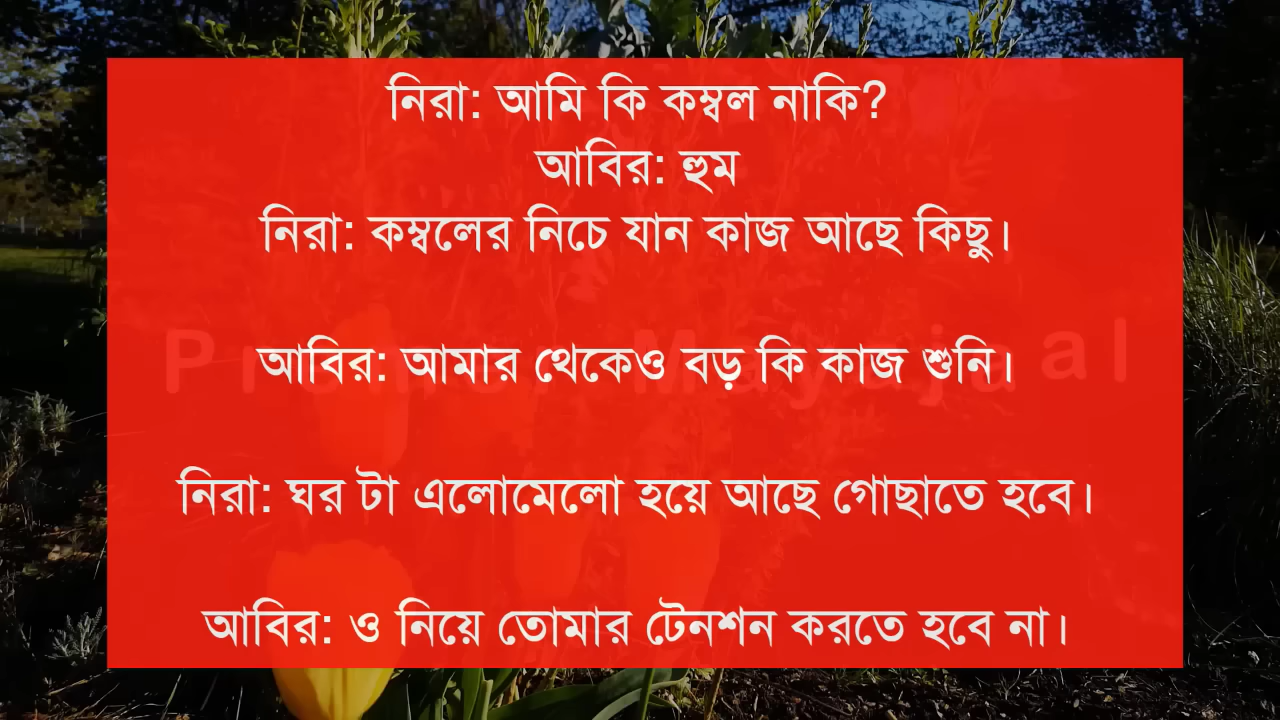 নিরা: আমি কি কম্বল নাকি?
আবির: হুম
নিরা: কম্বলের নিচে যান কাজ আছে কিছু।
আবির: আমার থেকেও বড় কি কাজ শুনি।
নিরা: ঘর টা এলোমেলো হয়ে আছে গোছাতে হবে।
আবির: ও নিয়ে তোমার টেনশন করতে হবে না।